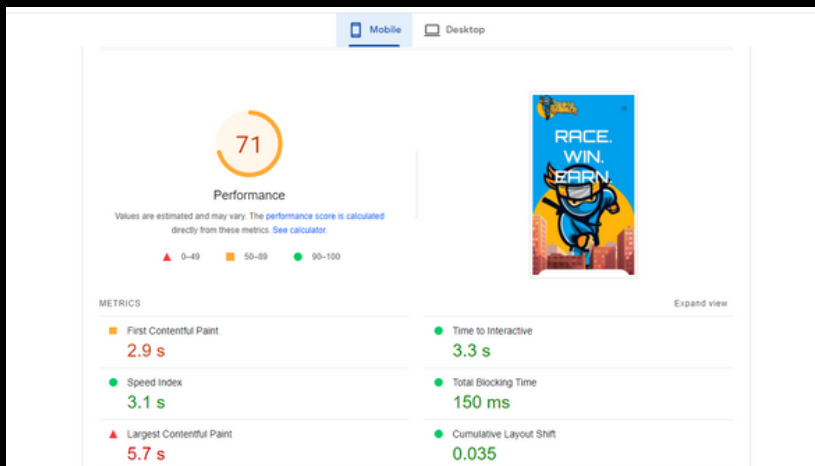 Mobile
Desktop
71
Performance
Values are estimated and may vary. The performance score is calculated
directly from these metrics. See calculator.
0–49
50–89
90–100
RACE.
WIN.
EARN.
METRICS
Expand view
First Contentful Paint
2.9 s
Time to Interactive
3.3 s
Speed Index
3.1 s
Total Blocking Time
150 ms
Largest Contentful Paint
5.7 s
Cumulative Layout Shift
0.035